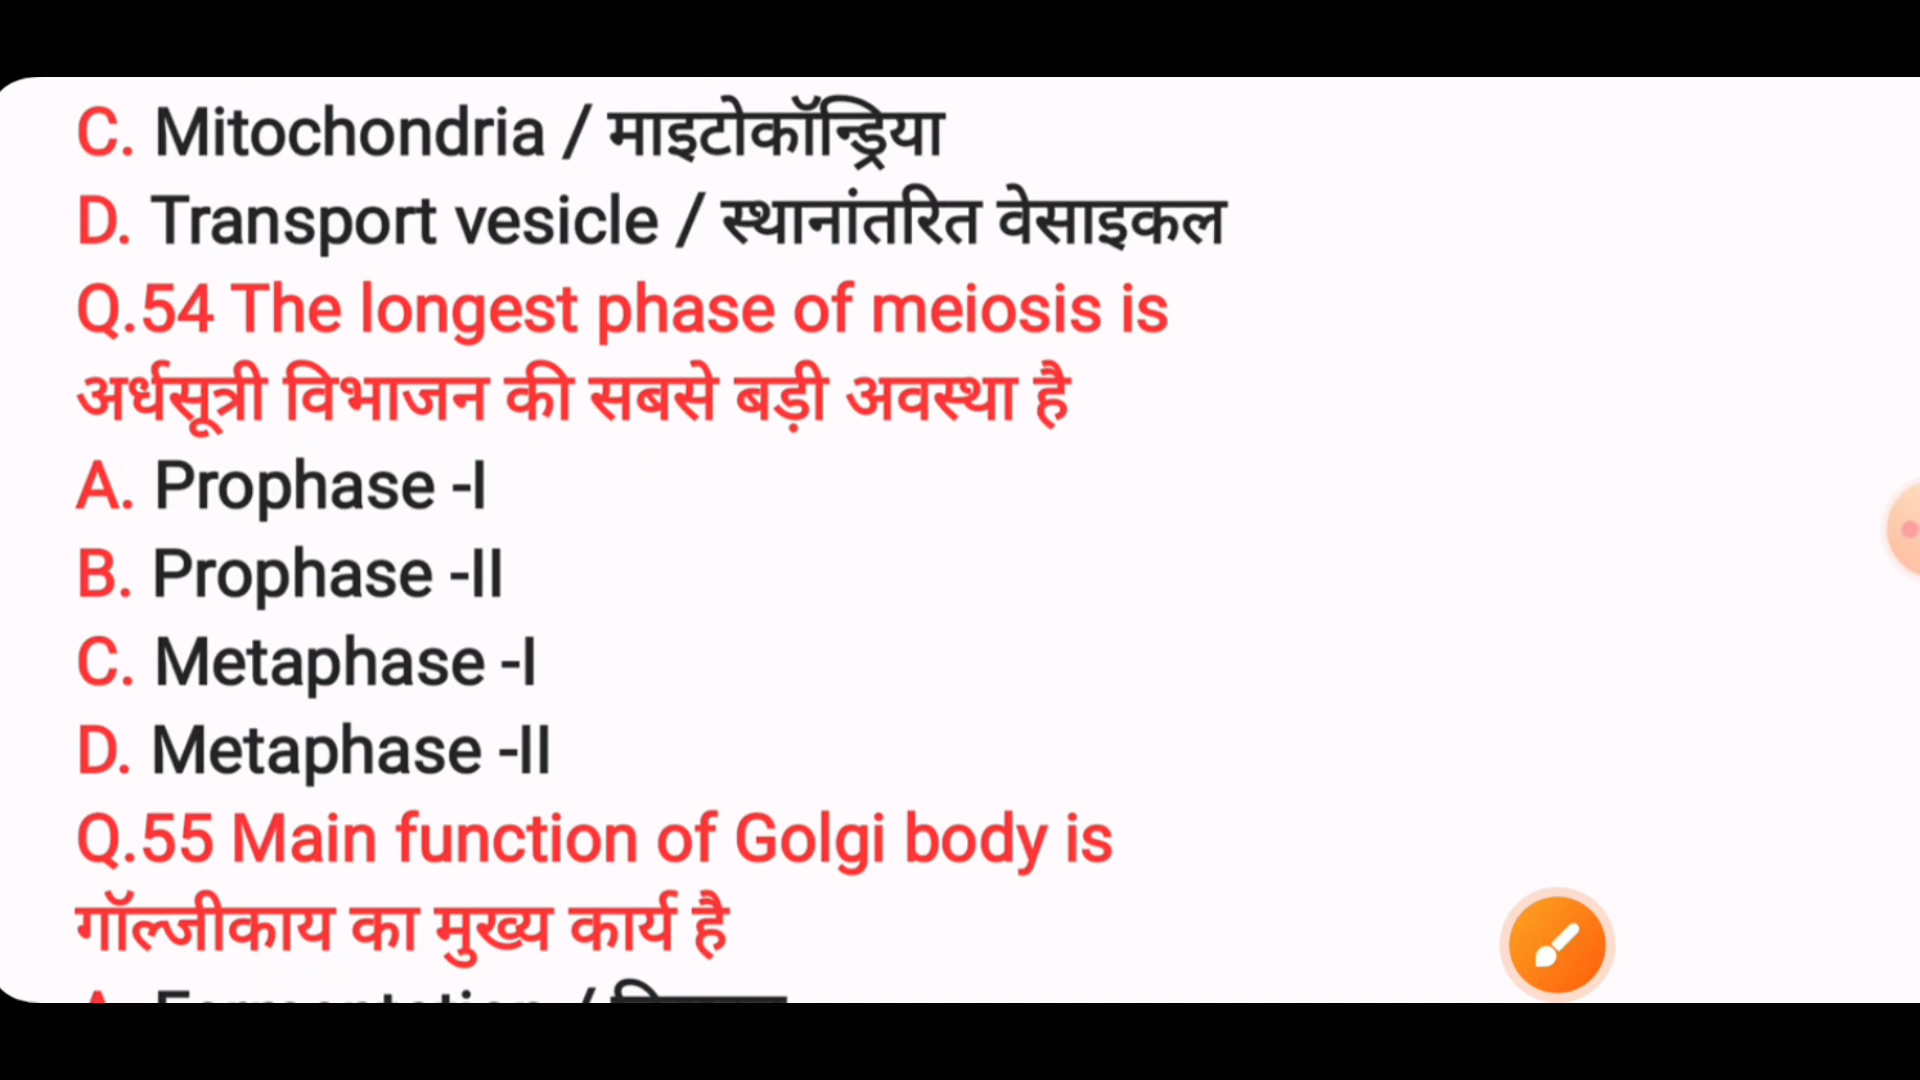 C. Mitochondria / माइटोकॉन्ड्रिया
D. Transport vesicle / स्थानांतरित वेसाइकल
Q.54 The longest phase of meiosis is
अर्धसूत्री विभाजन की सबसे बड़ी अवस्था है
A. Prophase -I
B. Prophase -II
C. Metaphase -I
D. Metaphase -II
Q.55 Main function of Golgi body is
गॉल्जीकाय का मुख्य कार्य है
A. Fermentation /